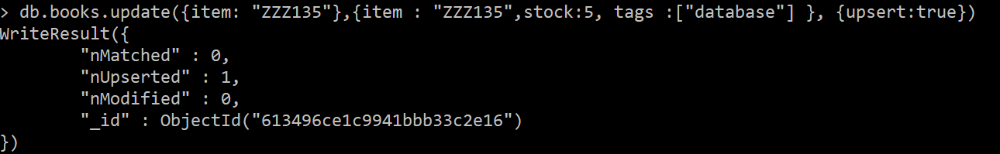 > db.books.update({item: "ZZZ135"},{item : "ZZZ135",stock:5, tags :["database"] }, {upsert:true})
WriteResult({
        "nMatched" : 0,
        "nUpserted" : 1,
        "nModified" : 0,
        "_id" : ObjectId("613496ce1c9941bbb33c2e16")
})